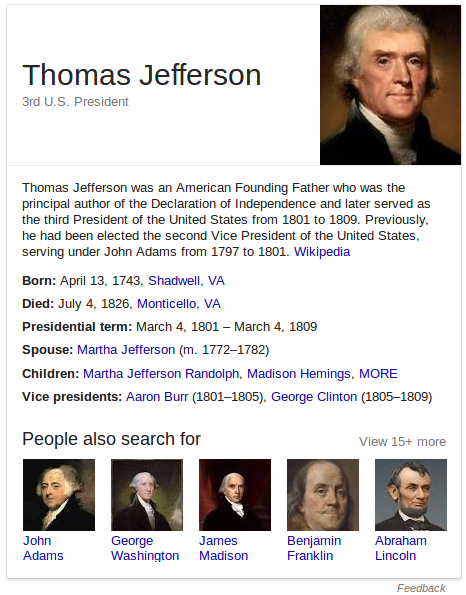 Thomas Jefferson
3rd U.S. President
Thomas Jefferson was an American Founding Father who was the
principal author of the Declaration of Independence and later served as
the third President of the United States from 1801 to 1809. Previously,
he had been elected the second Vice President of the United States,
serving under John Adams from 1797 to 1801. Wikipedia
Born: April 13, 1743, Shadwell, VA
Died: July 4, 1826, Monticello, VA
Presidential term: March 4, 1801 – March 4, 1809
Spouse: Martha Jefferson (m. 1772–1782)
Children: Martha Jefferson Randolph, Madison Hemings, MORE
Vice presidents: Aaron Burr (1801–1805), George Clinton (1805–1809)
People also search for
View 15+ more
John
Adams
George
Washington
James
Madison
Benjamin
Franklin
Abraham
Lincoln
Feedback